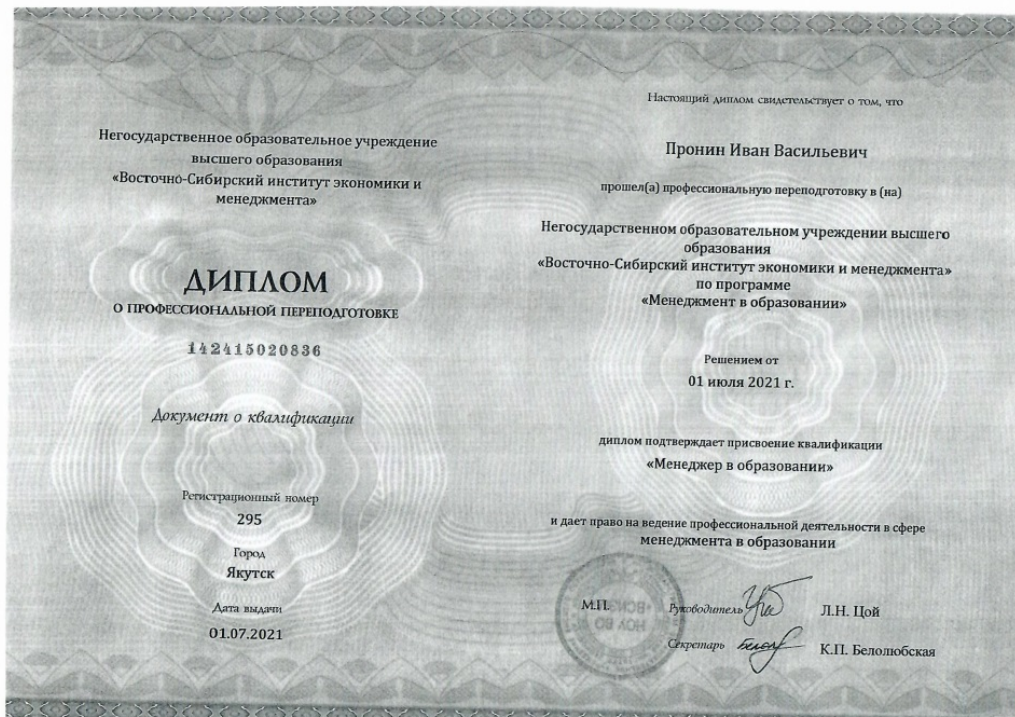 Негосударственное образовательное учреждение
высшего образования
«Восточно-Сибирский институт экономики и
менеджмента»
ДИПЛОМ
О ПРОФЕССИОНАЛЬНОЙ ПЕРЕПОДГОТОВКЕ
142415020836
Документ о квалификации
Регистрационный номер
295
Город
Якутск
Дата выдачи
01.07.2021
Настоящий диплом свидетельствует о том, что
Пронин Иван Васильевич
прошел(а) профессиональную переподготовку в (на)
Негосударственном образовательном учреждении высшего
образования
«Восточно-Сибирский институт экономики и менеджмента»
по программе
«Менеджмент в образовании»
Решением от
01 июля 2021 г.
диплом подтверждает присвоение квалификации
«Менеджер в образовании»
и дает право на ведение профессиональной деятельности в сфере
менеджмента в образовании
М.П.
Руководитель Л.Н. Цой
Секретарь К.П. Белолюбская
НОУ ВО
«ВСИЭМ»